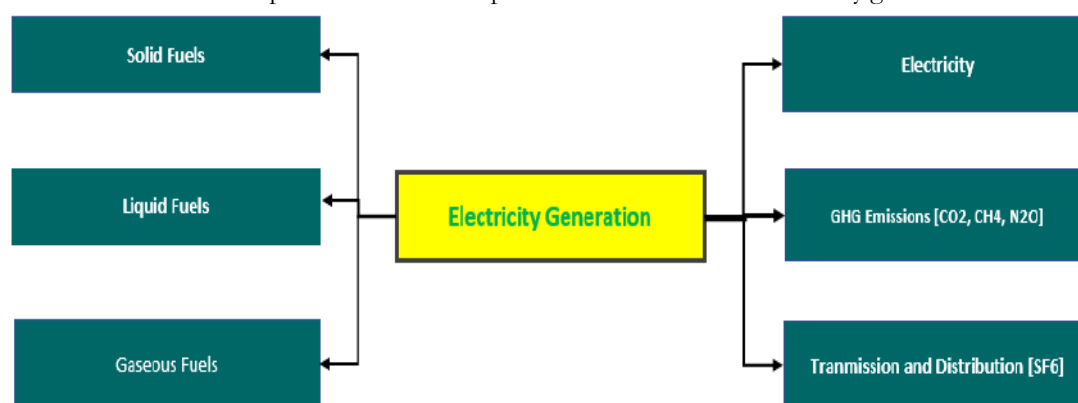 Solid Fuels
Electricity
Liquid Fuels
Electricity Generation
GHG Emissions [CO2, CH4, N2O]
Gaseous Fuels
Tranmission and Distribution [SF6]